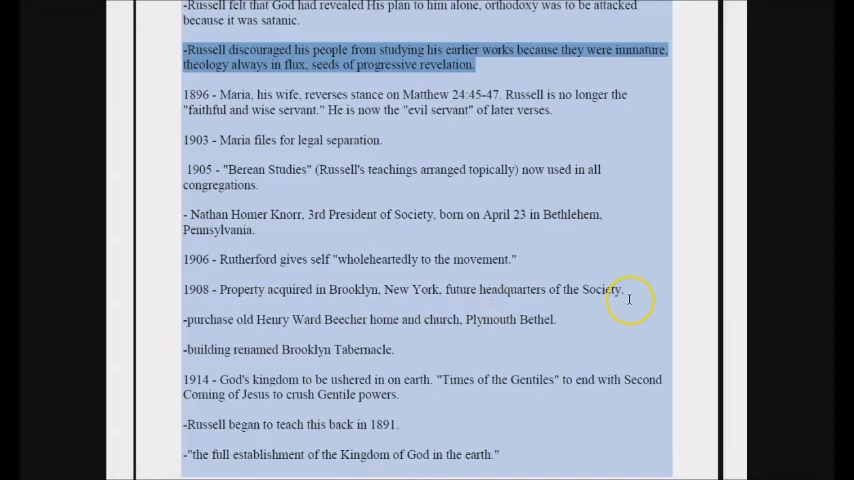 -Russell felt that God had revealed His plan to him alone, orthodoxy was to be attacked
because it was satanic.
-Russell discouraged his people from studying his earlier works because they were immature,
theology always in flux, seeds of progressive revelation.
1896 - Maria, his wife, reverses stance on Matthew 24:45-47. Russell is no longer the
"faithful and wise servant." He is now the "evil servant" of later verses.
1903 - Maria files for legal separation.
1905 - "Berean Studies" (Russell's teachings arranged topically) now used in all
congregations.
- Nathan Homer Knorr, 3rd President of Society, born on April 23 in Bethlehem,
Pennsylvania.
1906 - Rutherford gives self "wholeheartedly to the movement."
1908 - Property acquired in Brooklyn, New York, future headquarters of the Society.
-purchase old Henry Ward Beecher home and church, Plymouth Bethel.
-building renamed Brooklyn Tabernacle.
1914 - God's kingdom to be ushered in on earth. "Times of the Gentiles" to end with Second
Coming of Jesus to crush Gentile powers.
-Russell began to teach this back in 1891.
-"the full establishment of the Kingdom of God in the earth."